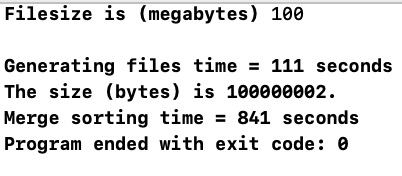 Filesize is (megabytes) 100
Generating files time = 111 seconds
The size (bytes) is 100000002.
Merge sorting time = 841 seconds
Program ended with exit code: 0